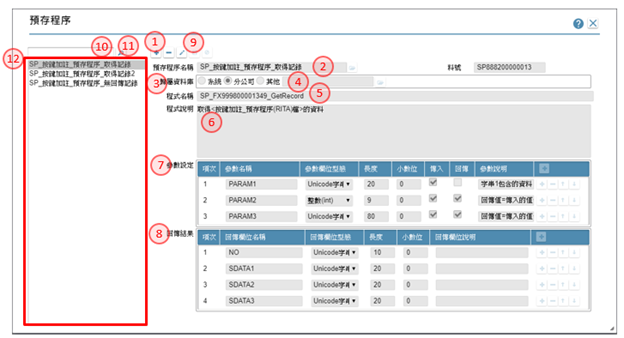 預存程序
? ×
10 11 1 9
12
SP_按鍵加註_預存程序_取得記錄
SP_按鍵加註_預存程序_取得記錄2
SP_按鍵加註_預存程序_無回傳記錄
預存程序名稱 SP_按鍵加註_預存程序_取得記錄 2 料號 SP888200000013
3 歸屬資料庫 系統 分公司 其他 4
程式名稱 SP_FX999800001349_GetRecord 5
程式說明 取得<按鍵加註_預存程序(RITA)檔>的資料
6
7 參數設定
項次 參數名稱 參數欄位型態 長度 小數位 傳入 回傳 參數說明 +
1 PARAM1 Unicode字串 20 0 字串1包含的資料 + − ↑ ↓
2 PARAM2 整數(int) 9 0 回傳值=傳入的值 + − ↑ ↓
3 PARAM3 Unicode字串 80 0 回傳值=傳入的值 + − ↑ ↓
8 回傳結果
項次 回傳欄位名稱 回傳欄位型態 長度 小數位 回傳欄位說明 +
1 NO Unicode字串 10 0 + − ↑ ↓
2 SDATA1 Unicode字串 20 0 + − ↑ ↓
3 SDATA2 Unicode字串 20 0 + − ↑ ↓
4 SDATA3 Unicode字串 20 0 + − ↑ ↓